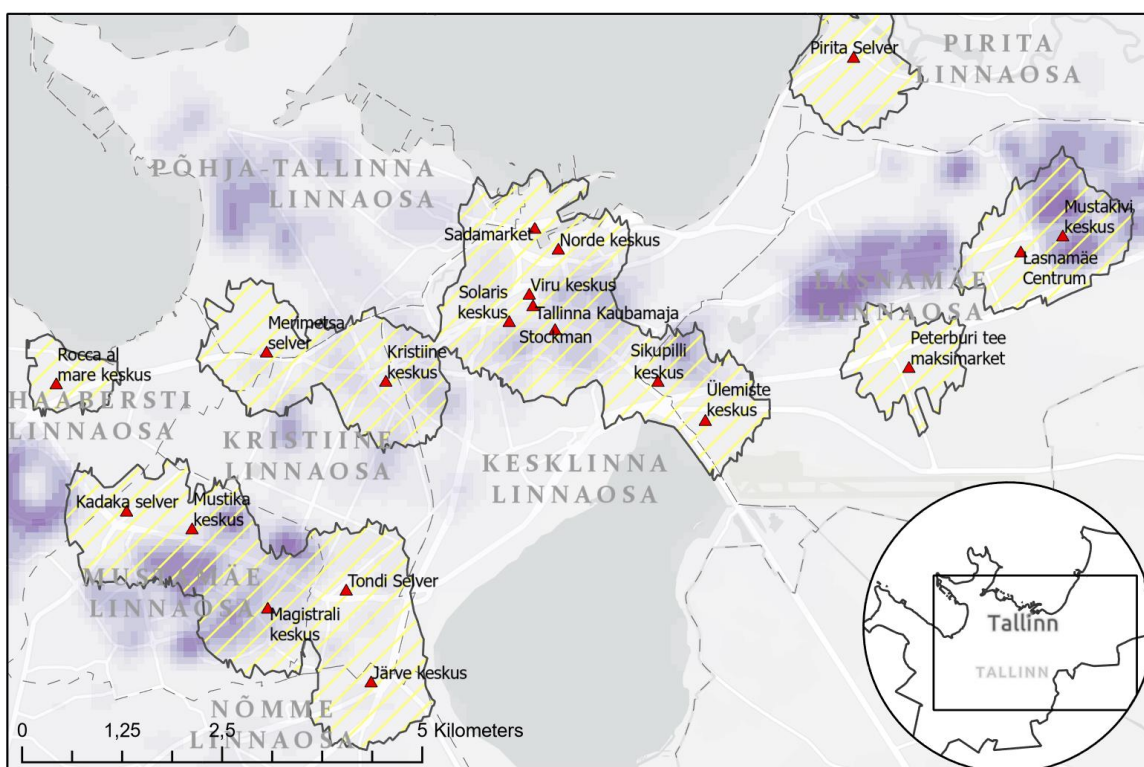 Pirita Selver
PIRITA
LINNAOSA
PÕHJA-TALLINNA
LINNAOSA
Sadamarket
Norde keskus
Mustakivi
keskus
Lasnamäe
Centrum
LASNAMÄE
LINNAOSA
Viru keskus
Solaris
keskus
Tallinna Kaubamaja
Stockman
Merimetsa
selver
Kristiine
keskus
Sikupilli
keskus
Ülemiste
keskus
Peterburi tee
maksimarket
Rocca al
mare keskus
HAABERSTI
LINNAOSA
KRISTIINE
LINNAOSA
KESKLINNA
LINNAOSA
Kadaka selver
Mustika
keskus
MUSTAMÄE
LINNAOSA
Magistrali
keskus
Tondi Selver
Järve keskus
NÕMME
LINNAOSA
0 1,25 2,5 5 Kilometers
Tallinn
TALLINN